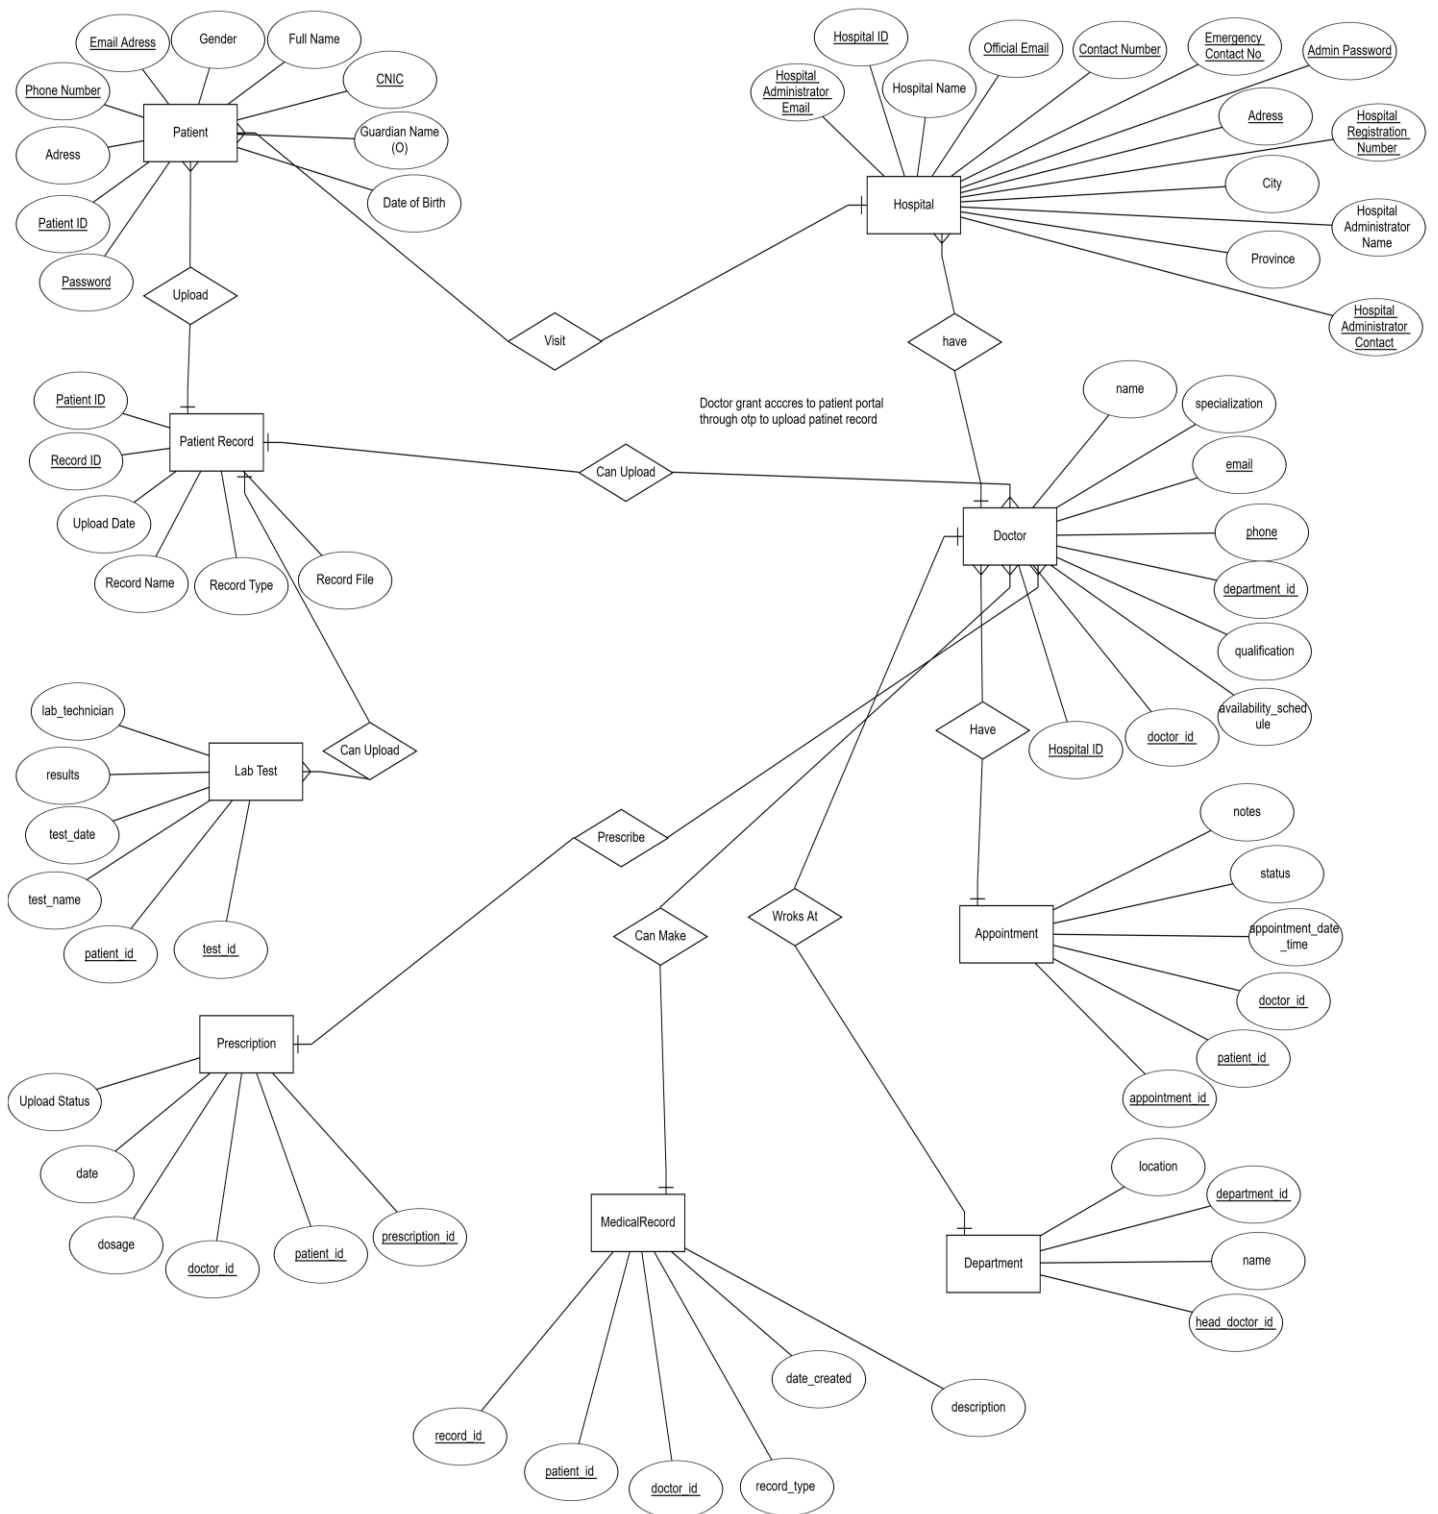 Email Adress
Gender
Full Name
CNIC
Phone Number
Patient
Guardian Name
(O)
Adress
Date of Birth
Patient ID
Password
Upload
Visit
Hospital ID
Official Email
Contact Number
Emergency
Contact No
Admin Password
Hospital
Administrator
Email
Hospital Name
Adress
Hospital
Registration
Number
City
Hospital
Hospital
Administrator
Name
Province
Hospital
Administrator
Contact
have
Doctor grant acccres to patient portal
through otp to upload patinet record
Patient ID
Patient Record
Record ID
Upload Date
Record Name
Record Type
Record File
Can Upload
name
specialization
email
phone
Doctor
department_id
qualification
availability_sched
ule
doctor_id
Hospital ID
Have
lab_technician
Can Upload
Lab Test
results
test_date
test_name
patient_id
test_id
Prescribe
Can Make
Wroks At
notes
status
Appointment
appointment_date
_time
doctor_id
patient_id
appointment_id
Prescription
Upload Status
date
dosage
doctor_id
patient_id
prescription_id
MedicalRecord
location
department_id
Department
name
head_doctor_id
date_created
description
record_id
patient_id
doctor_id
record_type